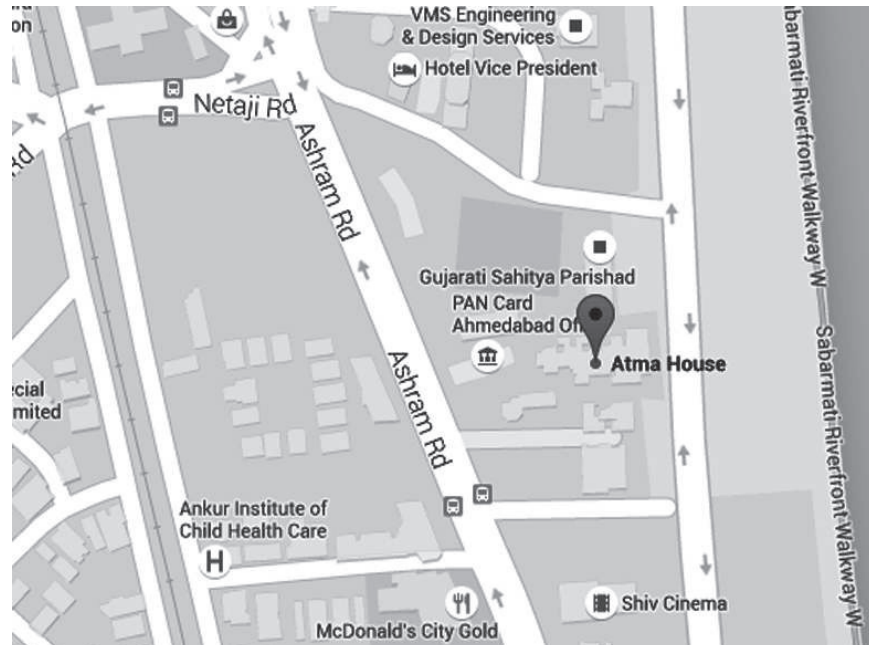 on
VMS Engineering
& Design Services
Hotel Vice President
Netaji Rd
Rd
Ashram Rd
Sabarmati Riverfront Walkway W
Gujarati Sahitya Parishad
PAN Card
Ahmedabad Of
Atma House
Ashram Rd
Sabarmati Riverfront Walkway W
ecial
mited
Ankur Institute of
Child Health Care
H
McDonald's City Gold
Shiv Cinema